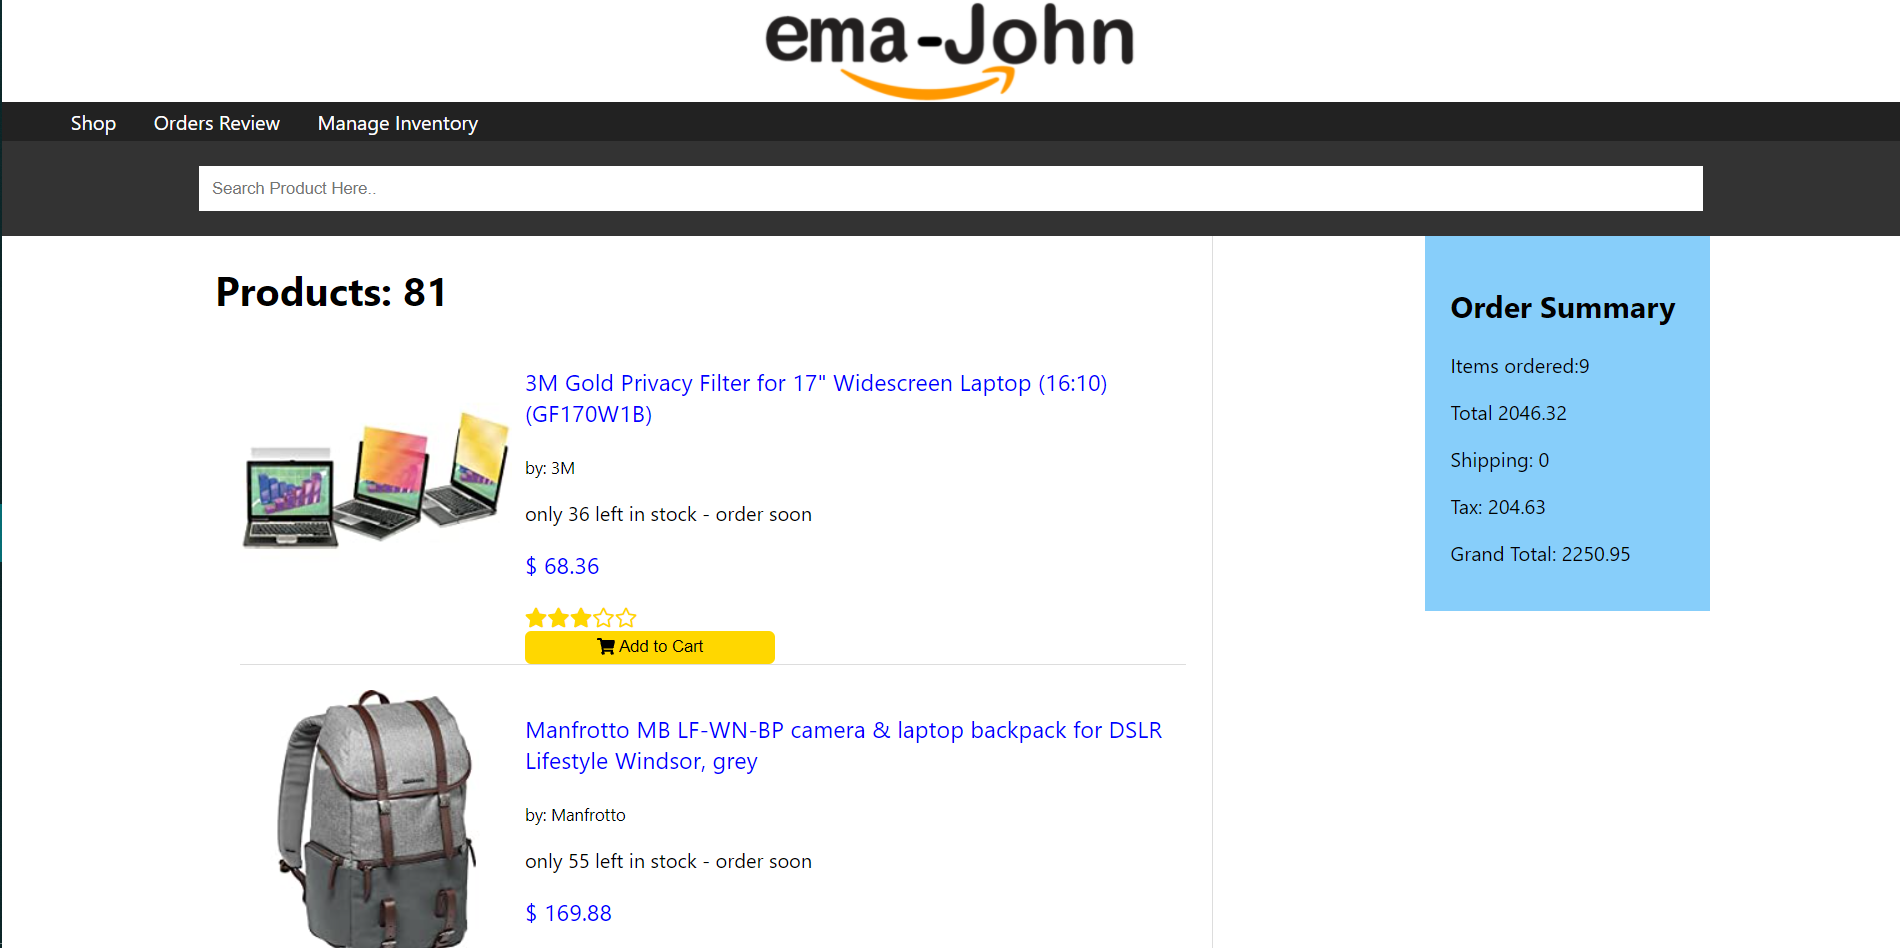 ema-John
Shop
Orders Review
Manage Inventory
Search Product Here..
Products: 81
3M Gold Privacy Filter for 17" Widescreen Laptop (16:10)
(GF170W1B)
by: 3M
only 36 left in stock - order soon
$ 68.36
Add to Cart
Manfrotto MB LF-WN-BP camera & laptop backpack for DSLR
Lifestyle Windsor, grey
by: Manfrotto
only 55 left in stock - order soon
$ 169.88
Order Summary
Items ordered:9
Total 2046.32
Shipping: 0
Tax: 204.63
Grand Total: 2250.95